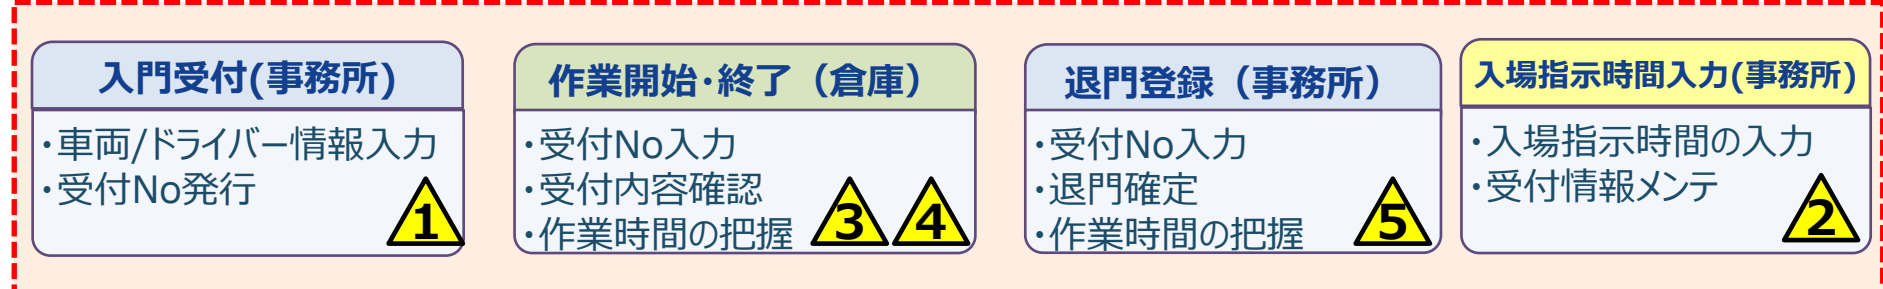 入門受付(事務所)
・車両/ドライバー情報入力
・受付No発行
1
作業開始・終了（倉庫）
・受付No入力
・受付内容確認
・作業時間の把握
3 4
退門登録（事務所）
・受付No入力
・退門確定
・作業時間の把握
5
入場指示時間入力(事務所)
・入場指示時間の入力
・受付情報メンテ
2